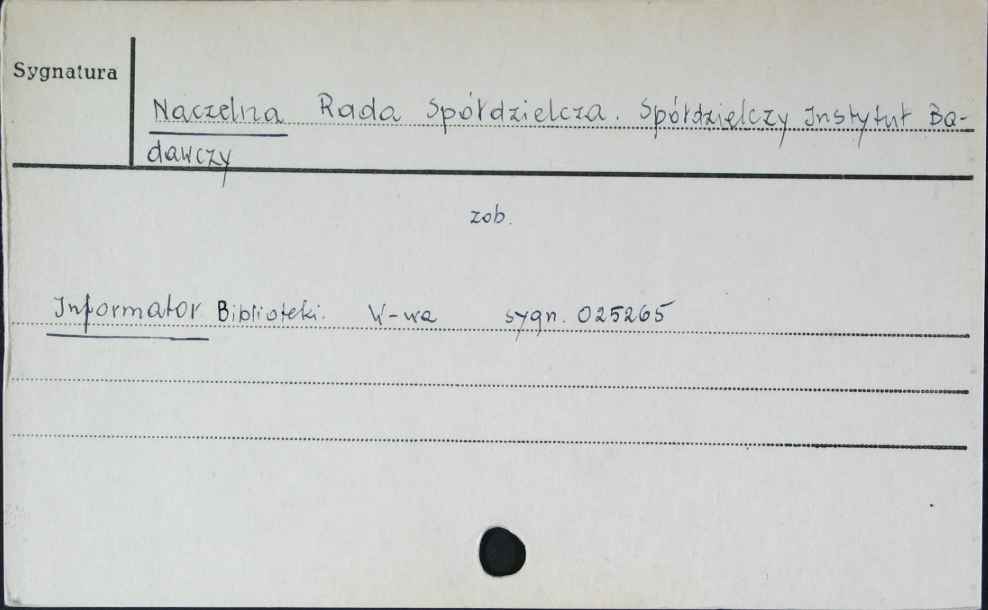 Sygnatura
Naczelna Rada Spółdzielcza. Spółdzielczy Instytut Ba-
dawczy
zob.
Informator Biblioteki. W-wa sygn. 025265